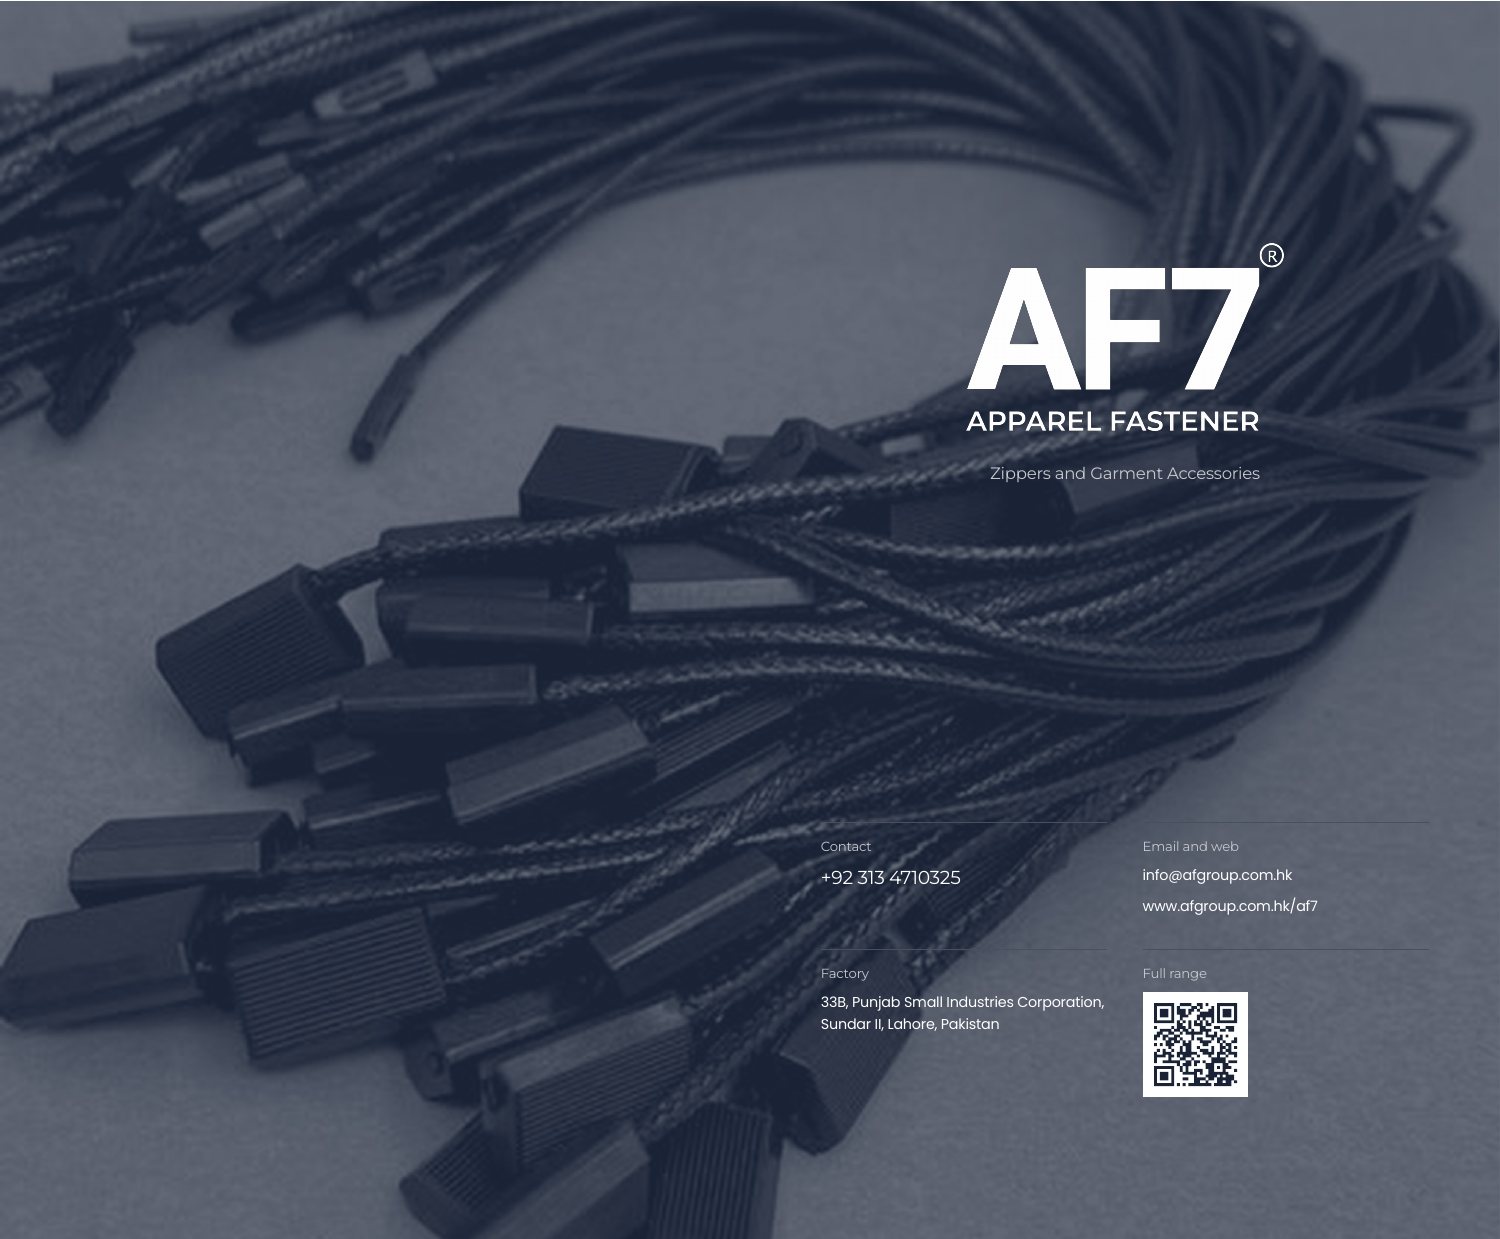 AF7®
APPAREL FASTENER
Zippers and Garment Accessories
Contact
+92 313 4710325
Email and web
info@afgroup.com.hk
www.afgroup.com.hk/af7
Factory
33B, Punjab Small Industries Corporation,
Sundar II, Lahore, Pakistan
Full range